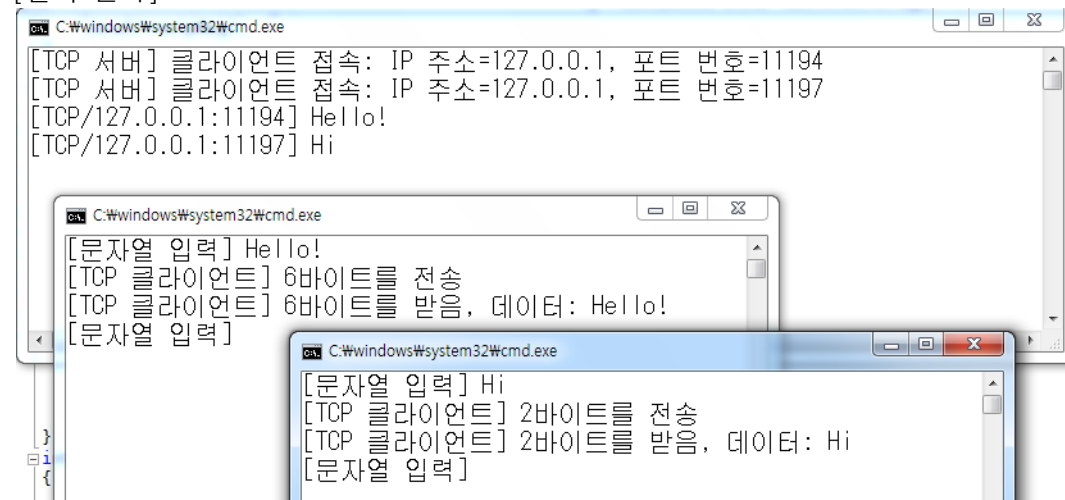 C:₩windows₩system32₩cmd.exe
[TCP 서버] 클라이언트 접속: IP 주소=127.0.0.1, 포트 번호=11194
[TCP 서버] 클라이언트 접속: IP 주소=127.0.0.1, 포트 번호=11197
[TCP/127.0.0.1:11194] Hello!
[TCP/127.0.0.1:11197] Hi
C:₩windows₩system32₩cmd.exe
[문자열 입력] Hello!
[TCP 클라이언트] 6바이트를 전송
[TCP 클라이언트] 6바이트를 받음, 데이터: Hello!
[문자열 입력]
C:₩windows₩system32₩cmd.exe
[문자열 입력] Hi
[TCP 클라이언트] 2바이트를 전송
[TCP 클라이언트] 2바이트를 받음, 데이터: Hi
[문자열 입력]
}
i
{